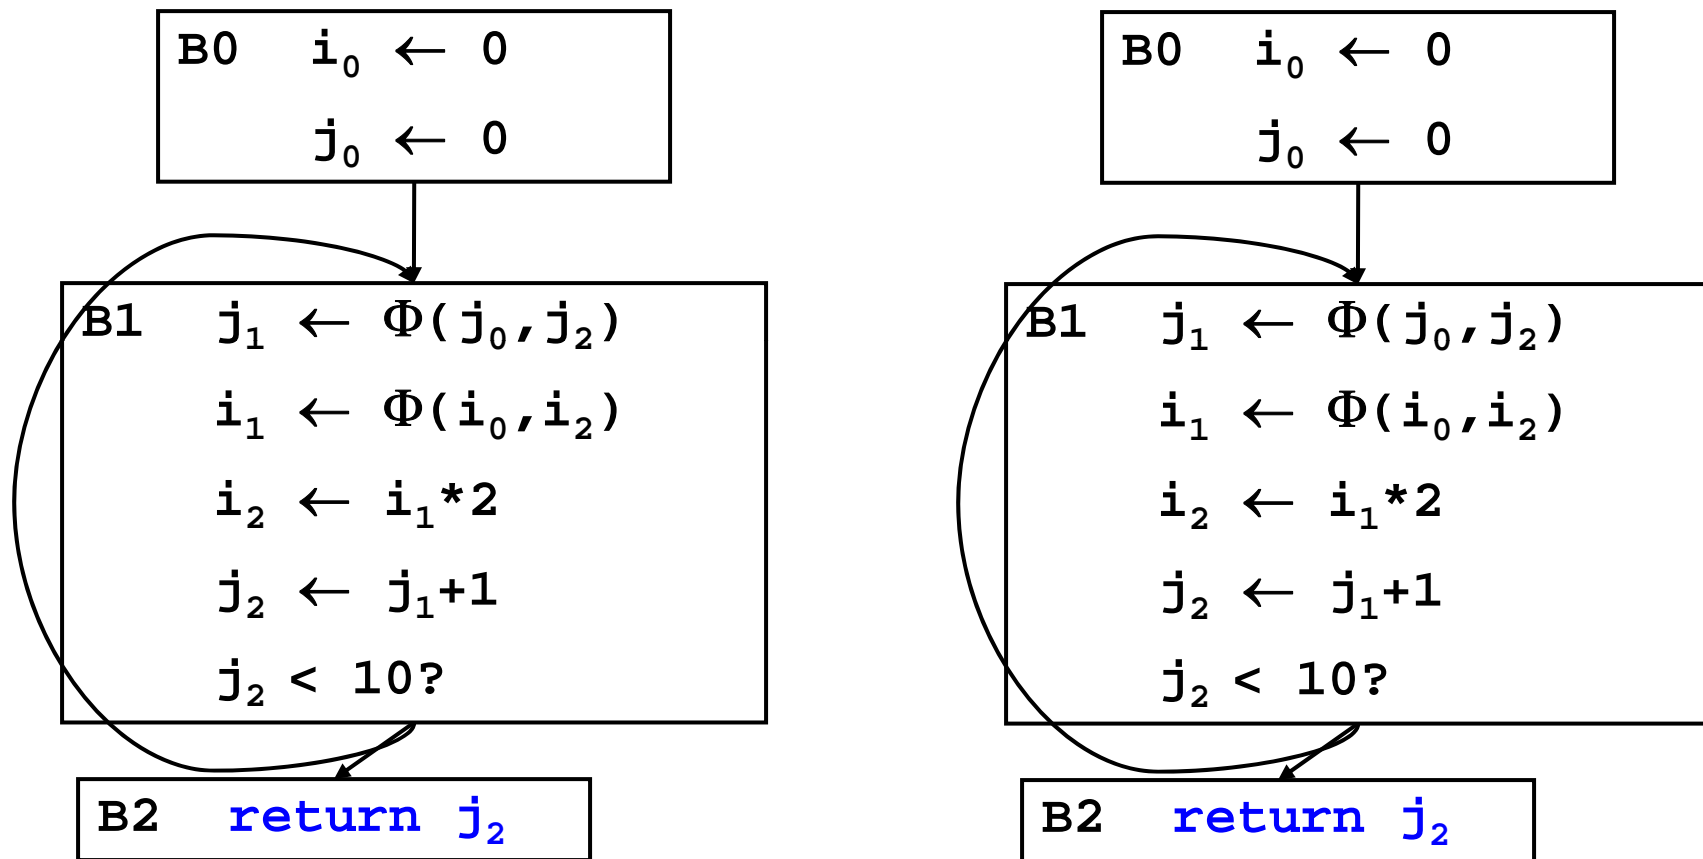 B0 i₀ ← 0
j₀ ← 0
B1 j₁ ← Φ(j₀,j₂)
i₁ ← Φ(i₀,i₂)
i₂ ← i₁*2
j₂ ← j₁+1
j₂ < 10?
B2 return j₂
B0 i₀ ← 0
j₀ ← 0
B1 j₁ ← Φ(j₀,j₂)
i₁ ← Φ(i₀,i₂)
i₂ ← i₁*2
j₂ ← j₁+1
j₂ < 10?
B2 return j₂